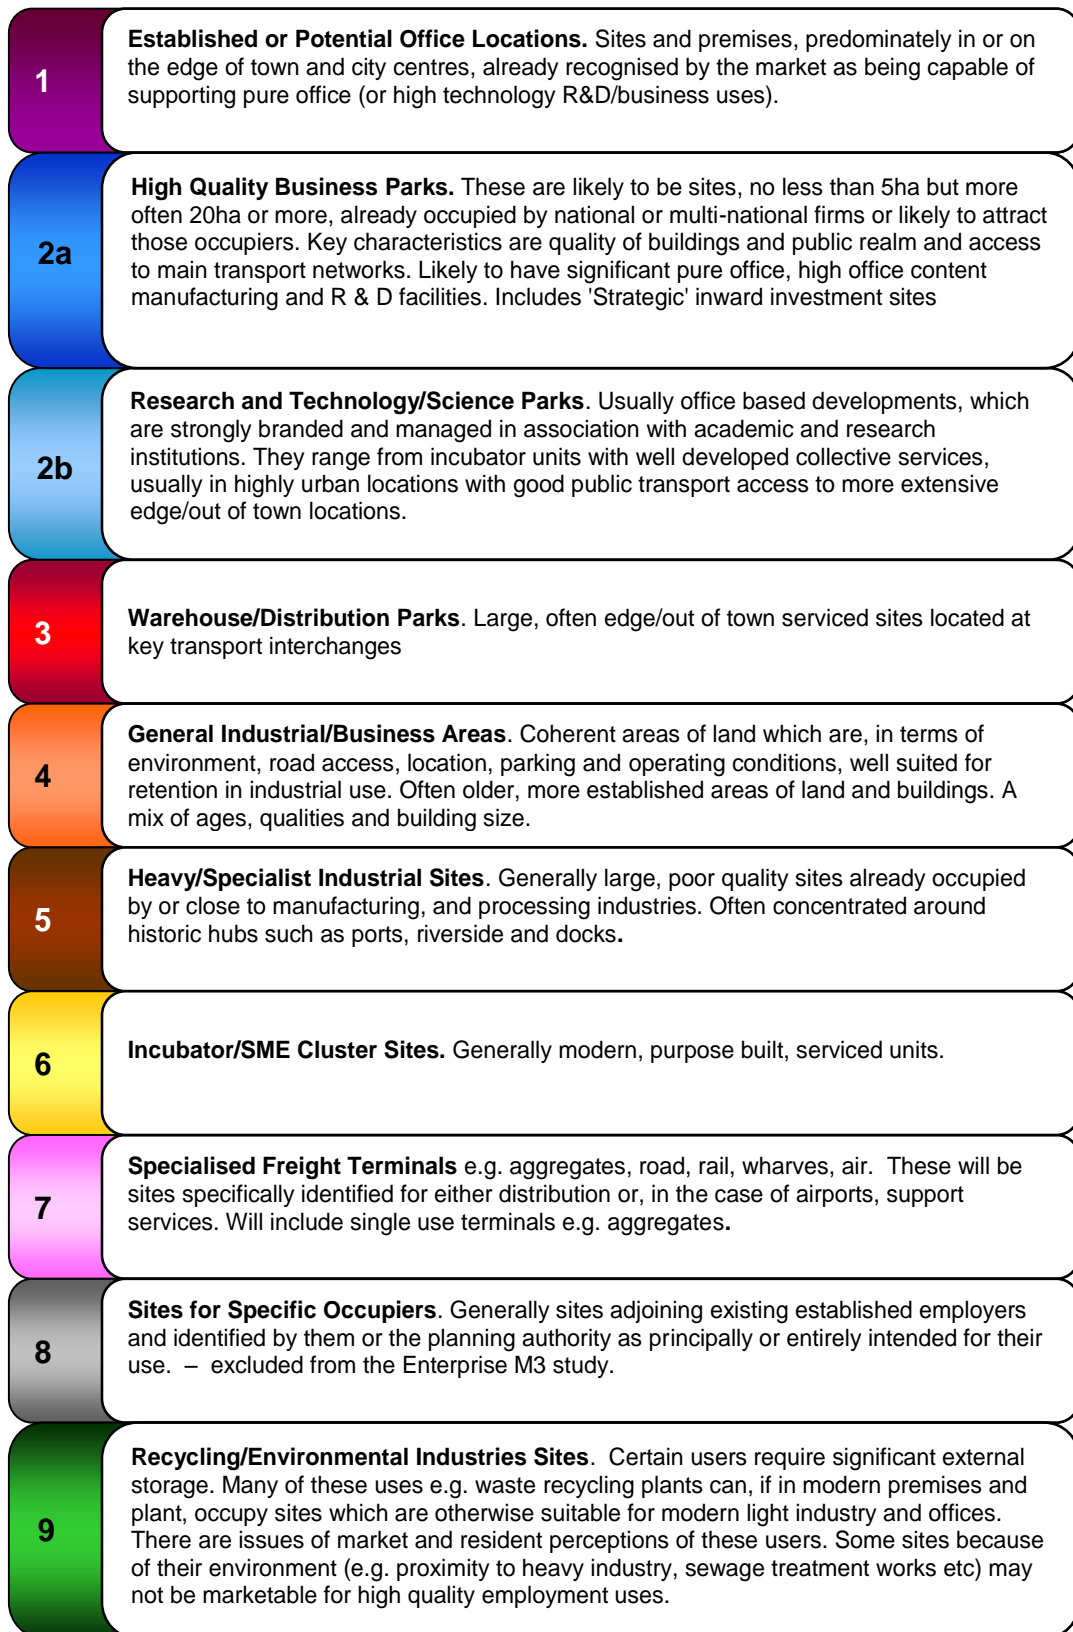 1
Established or Potential Office Locations. Sites and premises, predominately in or on
the edge of town and city centres, already recognised by the market as being capable of
supporting pure office (or high technology R&D/business uses).
2a
High Quality Business Parks. These are likely to be sites, no less than 5ha but more
often 20ha or more, already occupied by national or multi-national firms or likely to attract
those occupiers. Key characteristics are quality of buildings and public realm and access
to main transport networks. Likely to have significant pure office, high office content
manufacturing and R & D facilities. Includes 'Strategic' inward investment sites
2b
Research and Technology/Science Parks. Usually office based developments, which
are strongly branded and managed in association with academic and research
institutions. They range from incubator units with well developed collective services,
usually in highly urban locations with good public transport access to more extensive
edge/out of town locations.
3
Warehouse/Distribution Parks. Large, often edge/out of town serviced sites located at
key transport interchanges
4
General Industrial/Business Areas. Coherent areas of land which are, in terms of
environment, road access, location, parking and operating conditions, well suited for
retention in industrial use. Often older, more established areas of land and buildings. A
mix of ages, qualities and building size.
5
Heavy/Specialist Industrial Sites. Generally large, poor quality sites already occupied
by or close to manufacturing, and processing industries. Often concentrated around
historic hubs such as ports, riverside and docks.
6
Incubator/SME Cluster Sites. Generally modern, purpose built, serviced units.
7
Specialised Freight Terminals e.g. aggregates, road, rail, wharves, air. These will be
sites specifically identified for either distribution or, in the case of airports, support
services. Will include single use terminals e.g. aggregates.
8
Sites for Specific Occupiers. Generally sites adjoining existing established employers
and identified by them or the planning authority as principally or entirely intended for their
use. – excluded from the Enterprise M3 study.
9
Recycling/Environmental Industries Sites. Certain users require significant external
storage. Many of these uses e.g. waste recycling plants can, if in modern premises and
plant, occupy sites which are otherwise suitable for modern light industry and offices.
There are issues of market and resident perceptions of these users. Some sites because
of their environment (e.g. proximity to heavy industry, sewage treatment works etc) may
not be marketable for high quality employment uses.